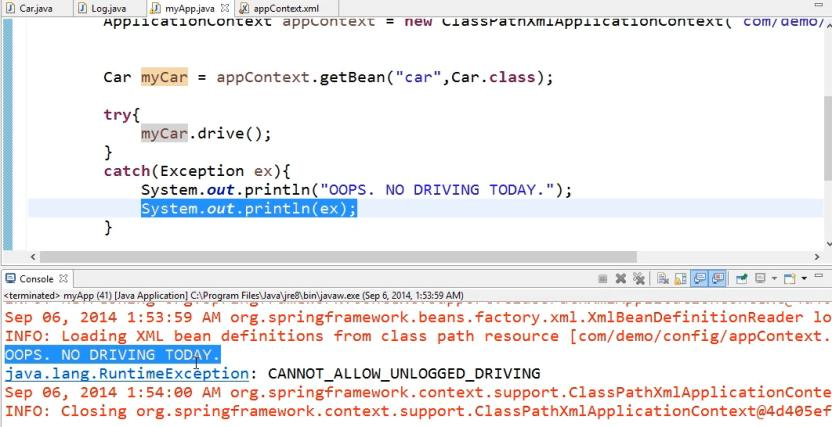 Car.java Log.java myApp.java appContext.xml
ApplicationContext appContext = new ClassPathXmlApplicationContext("com/demo/
Car myCar = appContext.getBean("car",Car.class);
try{
myCar.drive();
}
catch(Exception ex){
System.out.println("OOPS. NO DRIVING TODAY.");
System.out.println(ex);
}
Console
<terminated> myApp (1) [Java Application] C:\Program Files\Java\jre8\bin\javaw.exe (Sep 6, 2014, 1:53:59 AM)
Sep 06, 2014 1:53:59 AM org.springframework.beans.factory.xml.XmlBeanDefinitionReader lo
INFO: Loading XML bean definitions from class path resource [com/demo/config/appContext.
OOPS. NO DRIVING TODAY.
java.lang.RuntimeException: CANNOT_ALLOW_UNLOGGED_DRIVING
Sep 06, 2014 1:54:00 AM org.springframework.context.support.ClassPathXmlApplicationConte
INFO: Closing org.springframework.context.support.ClassPathXmlApplicationContext@4d405ef